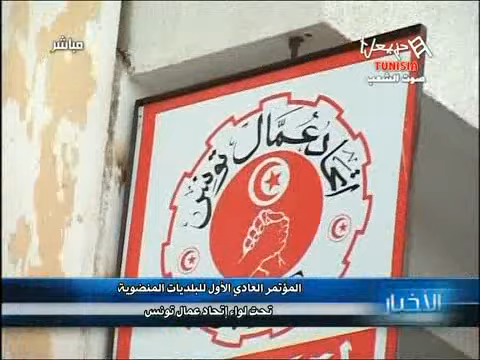 مباشر
TUNISIA
صوت الشعب
اتحاد عمال تونس
المؤتمر العادي الأول للبلديات المنضوية
تحت لواء إتحاد عمال تونس
الأخبار